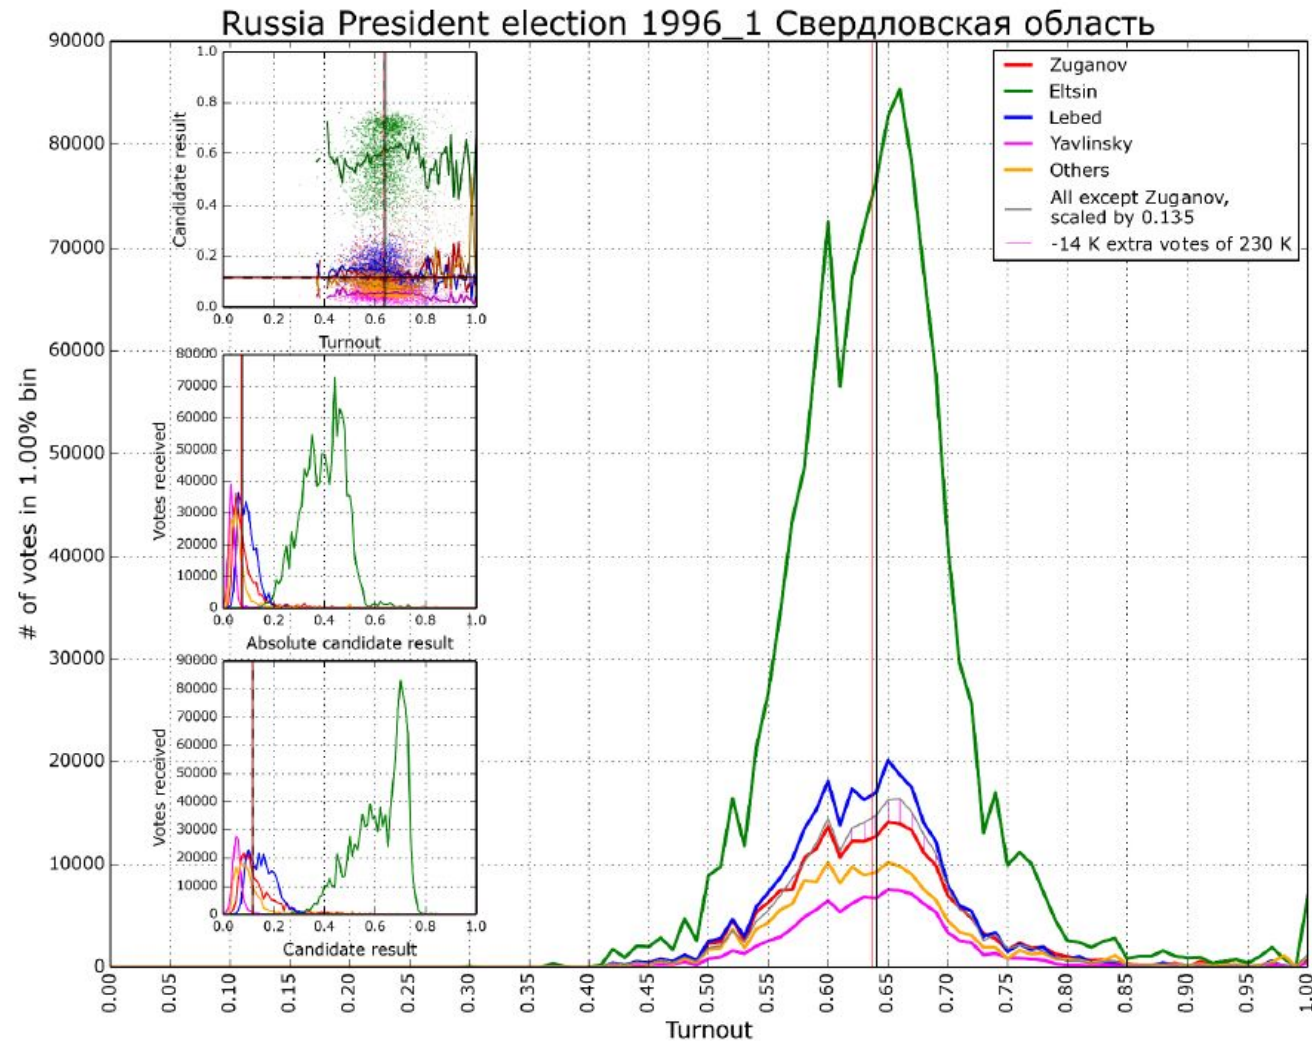 Russia President election 1996_1 Свердловская область
90000
80000
70000
60000
50000
40000
30000
20000
10000
0
# of votes in 1.00% bin
0.00
0.05
0.10
0.15
0.20
0.25
0.30
0.35
0.40
0.45
0.50
0.55
0.60
0.65
0.70
0.75
0.80
0.85
0.90
0.95
1.00
Turnout
1.0
0.8
0.6
0.4
0.2
0.0
Candidate result
0.0 0.2 0.4 0.6 0.8 1.0
Turnout
80000
70000
60000
50000
40000
30000
20000
10000
0
Votes received
0.0 0.2 0.4 0.6 0.8 1.0
Absolute candidate result
90000
80000
70000
60000
50000
40000
30000
20000
10000
0
Votes received
0.0 0.2 0.4 0.6 0.8 1.0
Candidate result
Zuganov
Eltsin
Lebed
Yavlinsky
Others
All except Zuganov,
scaled by 0.135
-14 K extra votes of 230 K